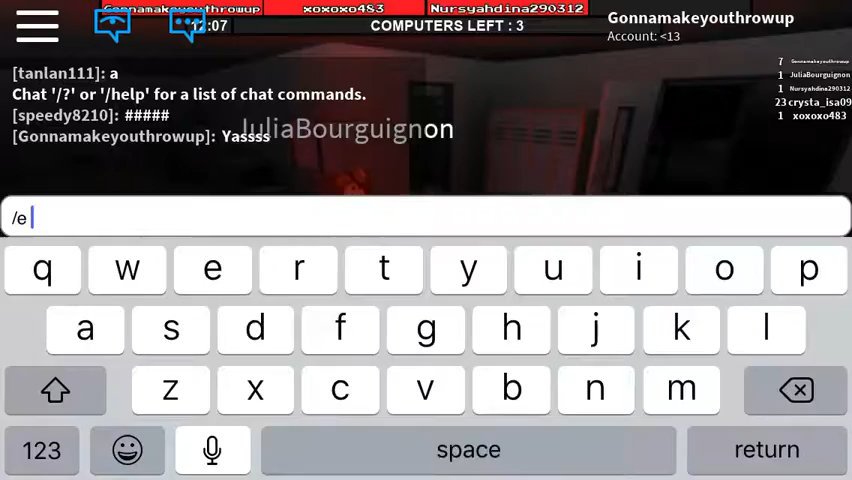 Gonnamakeyouthrowup xoxoxo483 Nursyahdina290312
:07
COMPUTERS LEFT : 3
Gonnamakeyouthrowup
Account: <13
[tanlan111]: a
Chat '/?' or '/help' for a list of chat commands.
[speedy8210]: #####
[Gonnamakeyouthrowup]: Yassss
JuliaBourguignon
7 Gonnamakeyouthrowup
1 JuliaBourguignon
1 Nursyahdina290312
23 crysta_isa09
1 xoxoxo483
/e
q w e r t y u i o p
a s d f g h j k l
z x c v b n m
123 space return